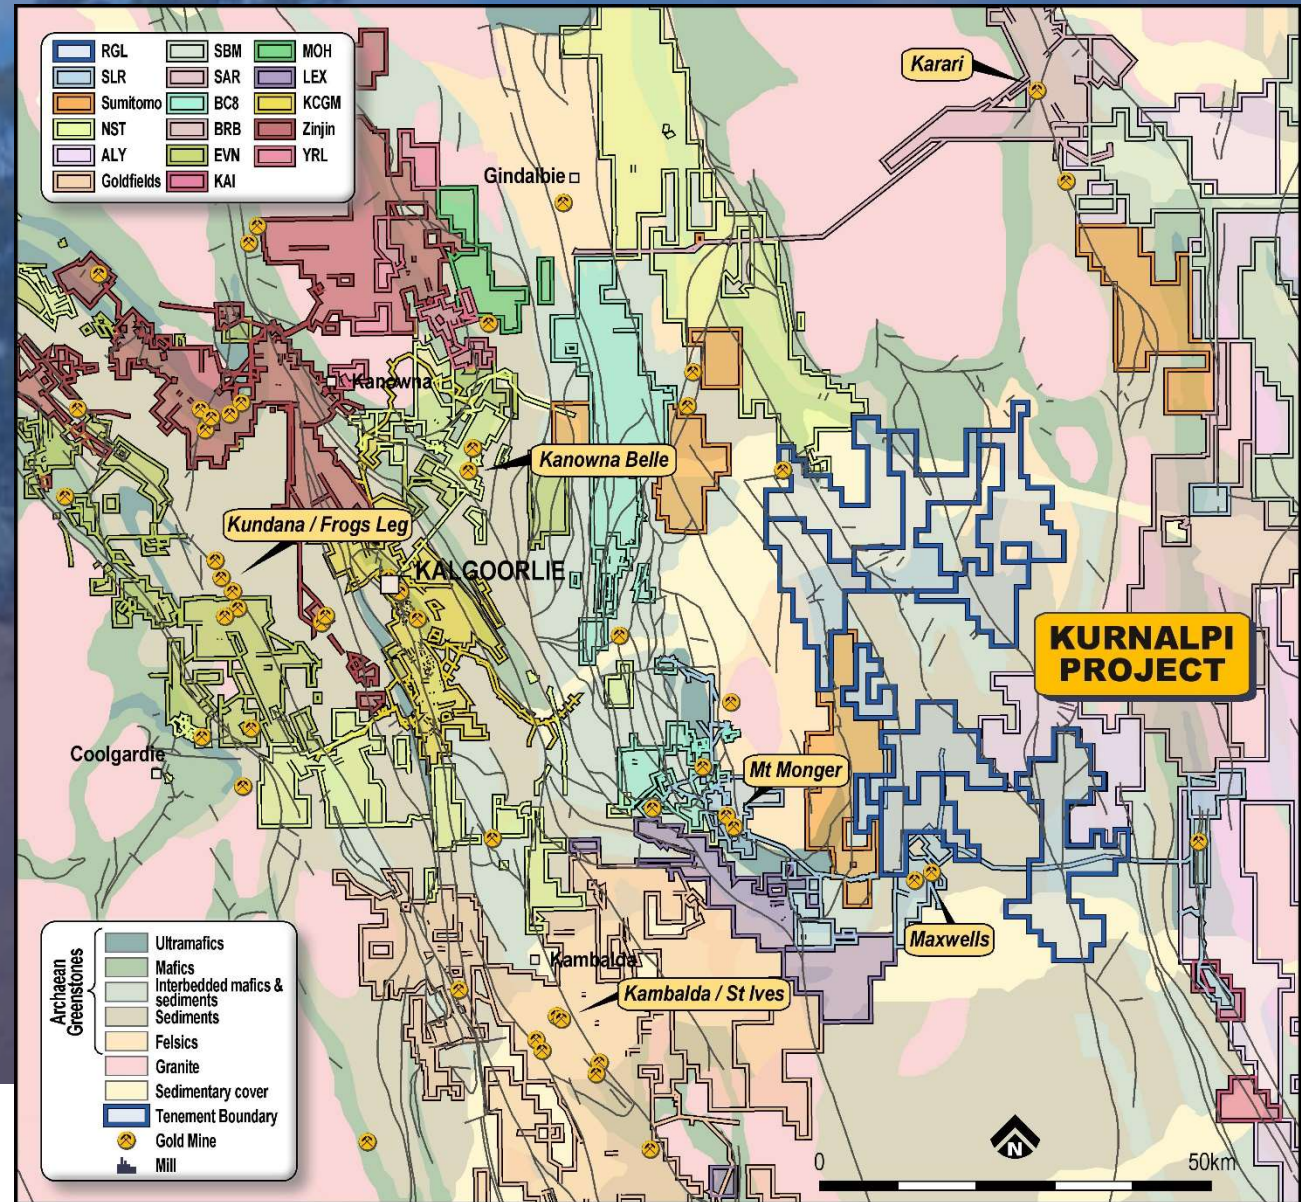 RGL
SLR
Sumitomo
NST
ALY
Goldfields
SBM
SAR
BC8
BRB
EVN
KAI
MOH
LEX
KCGM
Zinjin
YRL
Karari
Gindalbie
Kanowna
Kanowna Belle
Kundana / Frogs Leg
KALGOORLIE
KURNALPI
PROJECT
Coolgardie
Mt Monger
Maxwells
Kambalda
Kambalda / St Ives
Archaean
Greenstones
Ultramafics
Mafics
Interbedded mafics &
sediments
Sediments
Felsics
Granite
Sedimentary cover
Tenement Boundary
Gold Mine
Mill
N
0
50km